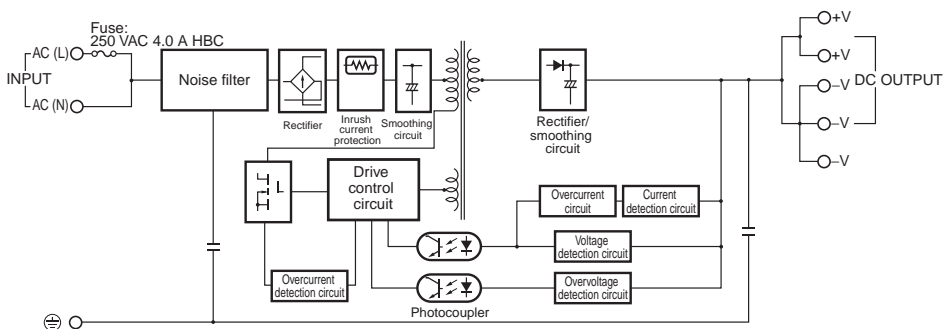 Fuse:
250 VAC 4.0 A HBC
AC (L)
INPUT
AC (N)
Noise filter
Rectifier
Inrush
current
protection
Smoothing
circuit
Rectifier/
smoothing
circuit
+V
+V
DC OUTPUT
–V
–V
–V
Drive
control
circuit
Overcurrent
circuit
Current
detection circuit
Voltage
detection circuit
Overcurrent
detection circuit
Overvoltage
detection circuit
Photocoupler